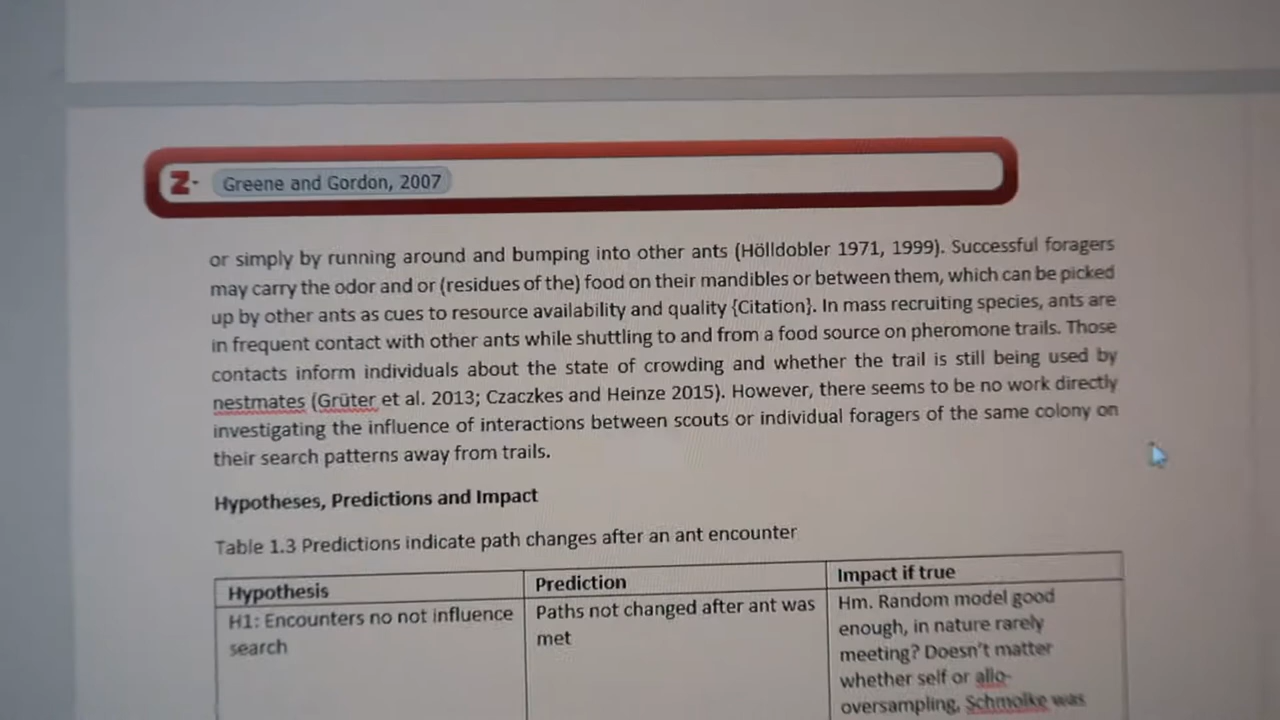 Z
Greene and Gordon, 2007
or simply by running around and bumping into other ants (Hölldobler 1971, 1999). Successful foragers
may carry the odor and or (residues of the) food on their mandibles or between them, which can be picked
up by other ants as cues to resource availability and quality {Citation}. In mass recruiting species, ants are
in frequent contact with other ants while shuttling to and from a food source on pheromone trails. Those
contacts inform individuals about the state of crowding and whether the trail is still being used by
nestmates (Grüter et al. 2013; Czaczkes and Heinze 2015). However, there seems to be no work directly
investigating the influence of interactions between scouts or individual foragers of the same colony on
their search patterns away from trails.
Hypotheses, Predictions and Impact
Table 1.3 Predictions indicate path changes after an ant encounter
Hypothesis Prediction Impact if true
H1: Encounters no not influence
search
Paths not changed after ant was
met
Hm. Random model good
enough, in nature rarely
meeting? Doesn't matter
whether self or allo-
oversampling, Schmolke was